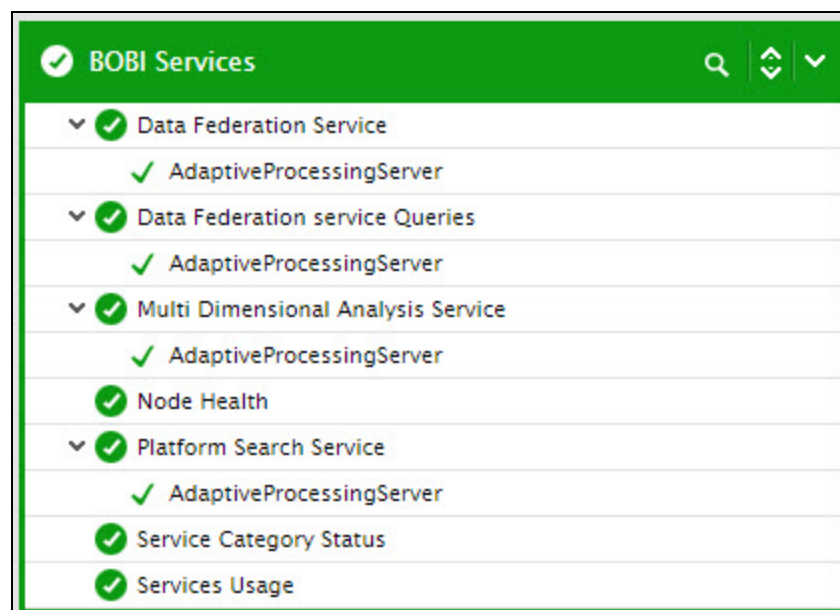 BOBI Services
Data Federation Service
AdaptiveProcessingServer
Data Federation service Queries
AdaptiveProcessingServer
Multi Dimensional Analysis Service
AdaptiveProcessingServer
Node Health
Platform Search Service
AdaptiveProcessingServer
Service Category Status
Services Usage